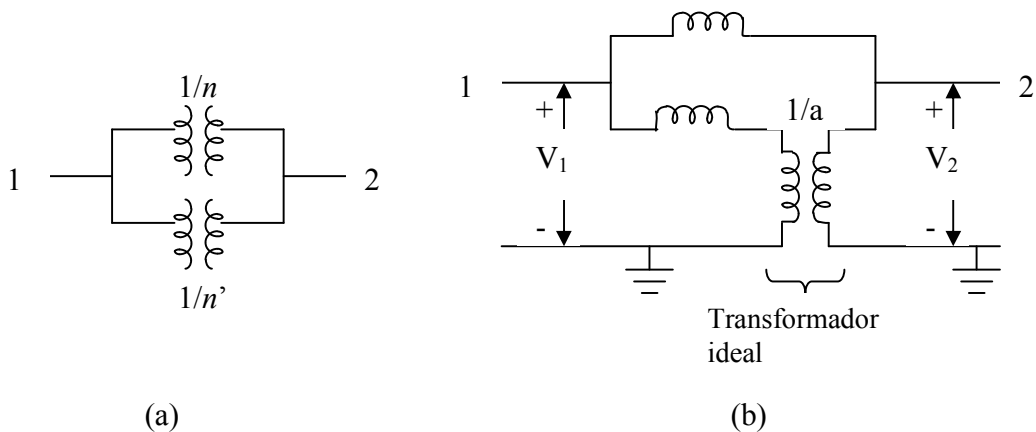 1/n
1
2
1/n’
(a)
1
2
+
1/a
+
V₁
V₂
-
-
Transformador
ideal
(b)